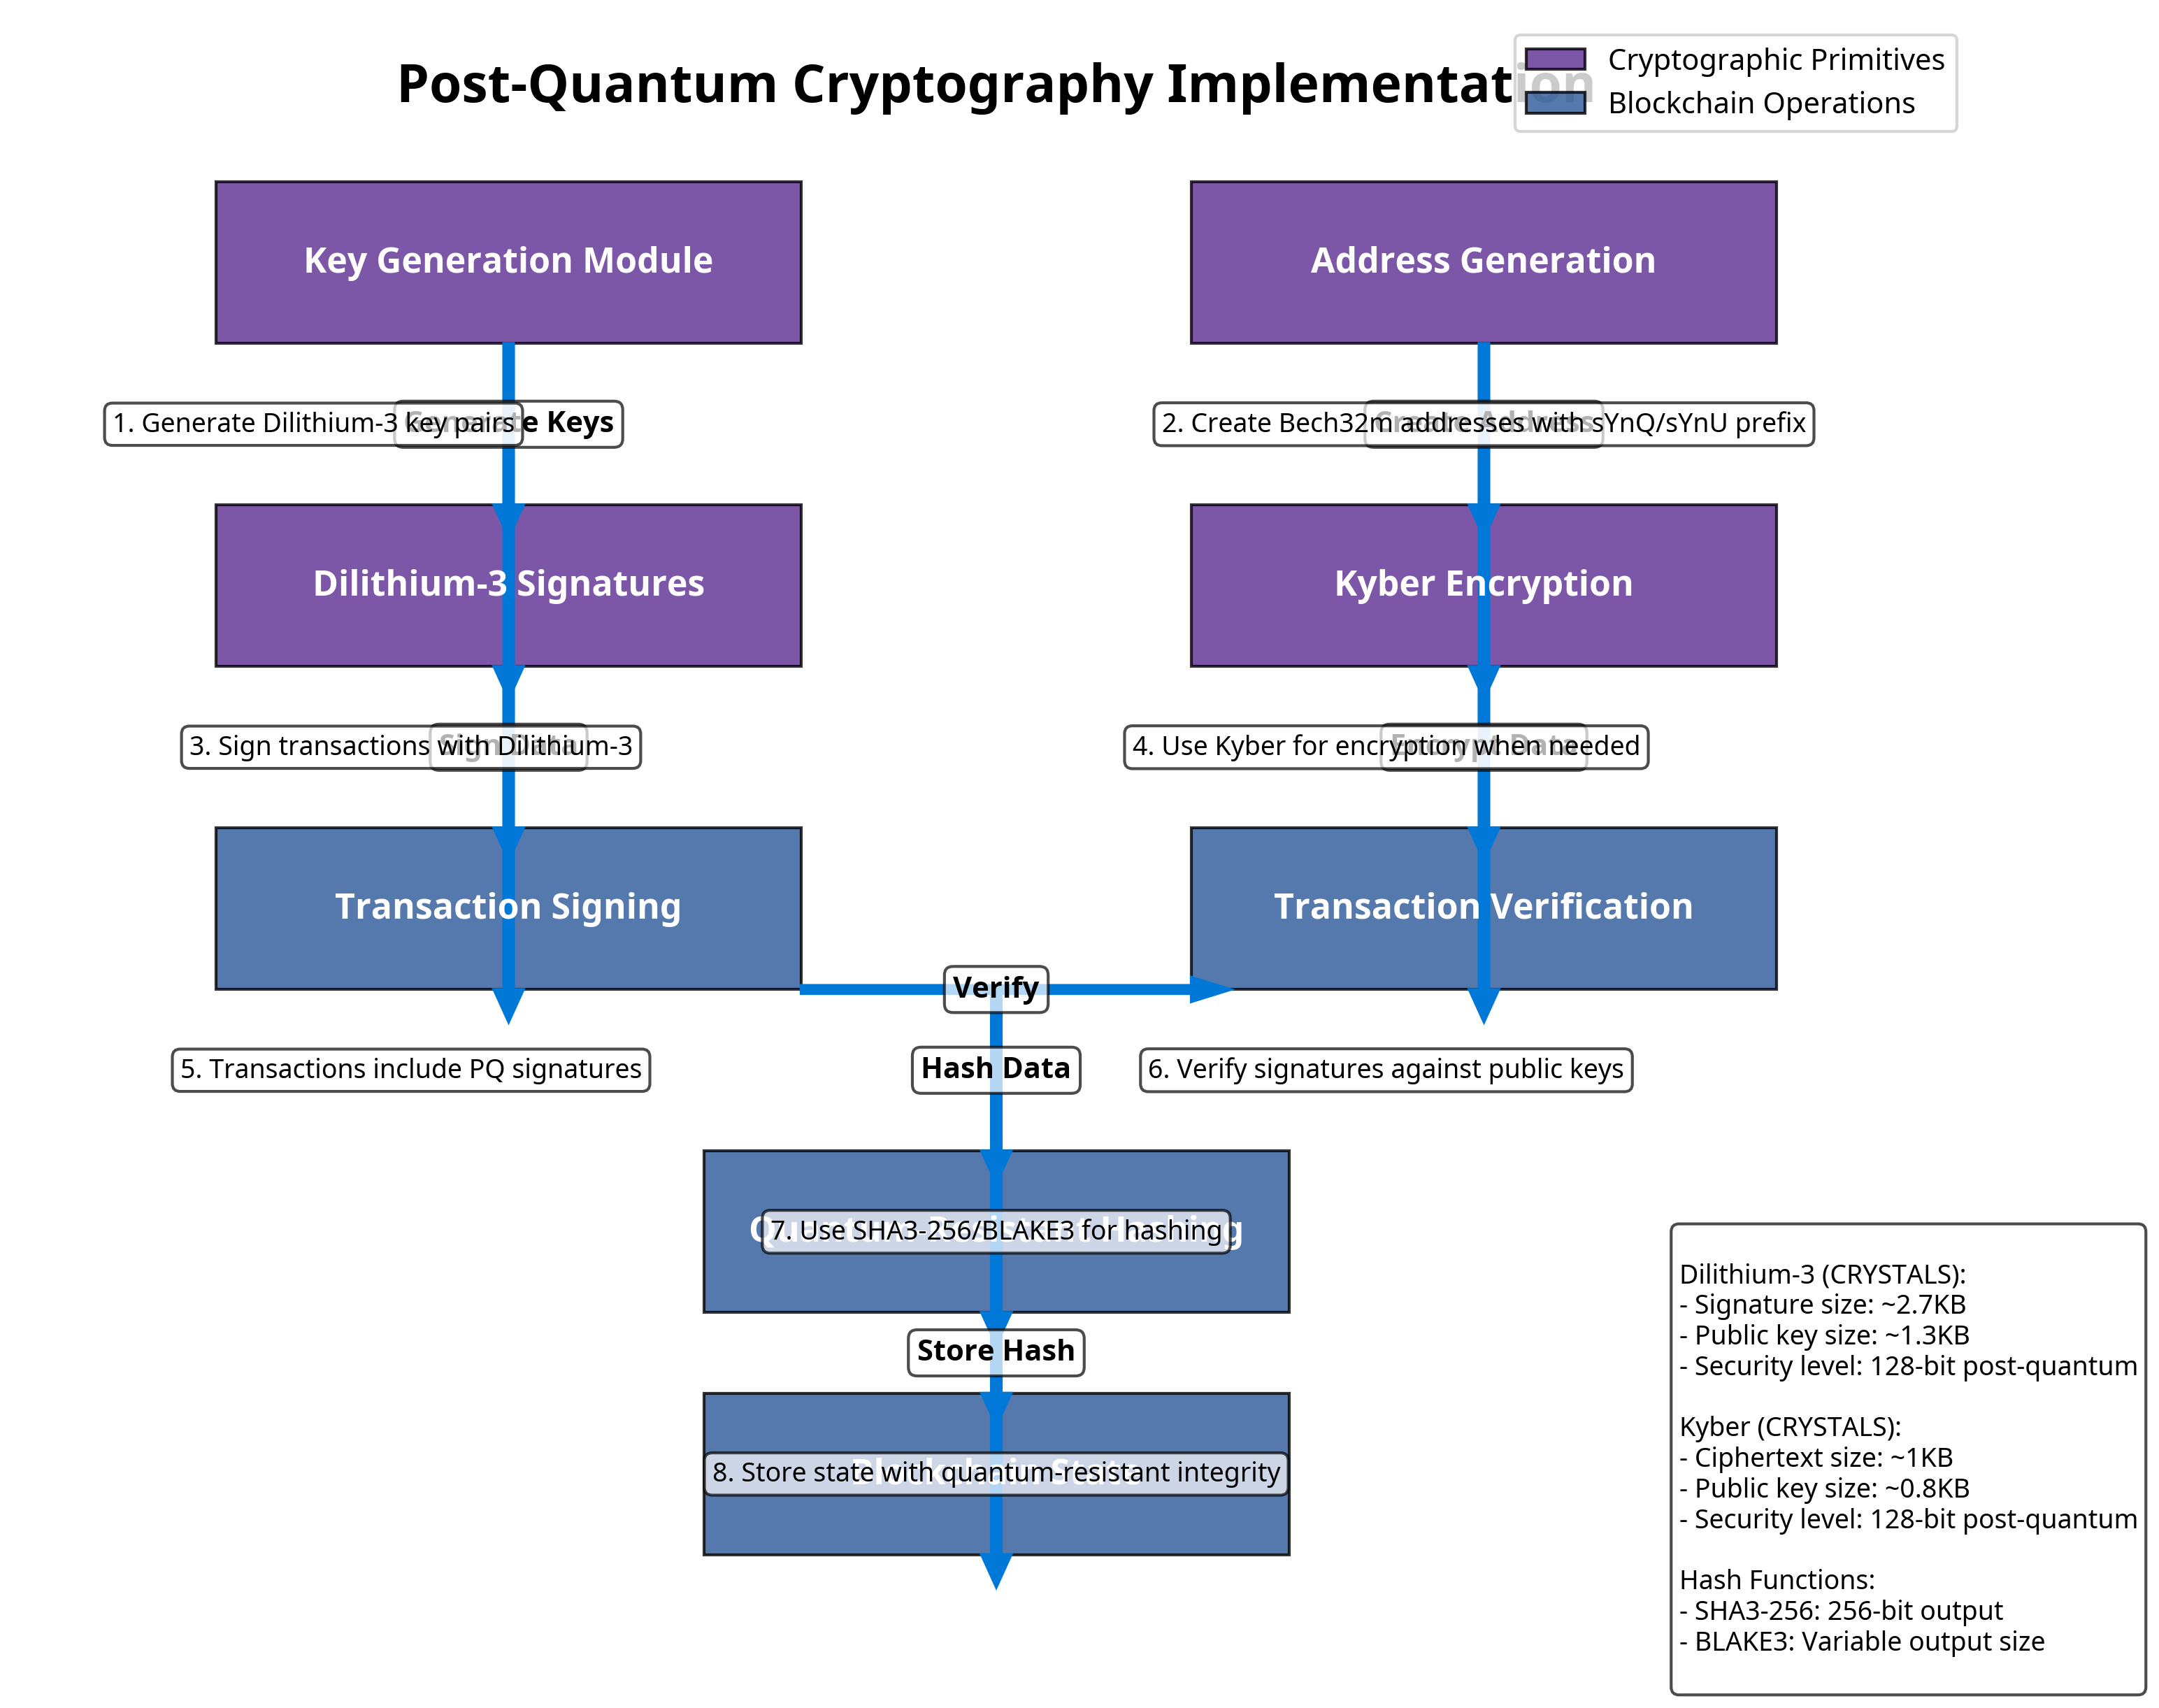 Post-Quantum Cryptography Implementation
Cryptographic Primitives
Blockchain Operations
Key Generation Module
Address Generation
1. Generate Dilithium-3 key pairs
Generate Keys
2. Create Bech32m addresses with sYnQ/sYnU prefix
Create Address
Dilithium-3 Signatures
Kyber Encryption
3. Sign transactions with Dilithium-3
Sign Data
4. Use Kyber for encryption when needed
Encrypt Data
Transaction Signing
Transaction Verification
Verify
5. Transactions include PQ signatures
Hash Data
6. Verify signatures against public keys
Quantum-Resistant Hashing
7. Use SHA3-256/BLAKE3 for hashing
Store Hash
Blockchain State
8. Store state with quantum-resistant integrity
Dilithium-3 (CRYSTALS):
- Signature size: ~2.7KB
- Public key size: ~1.3KB
- Security level: 128-bit post-quantum
Kyber (CRYSTALS):
- Ciphertext size: ~1KB
- Public key size: ~0.8KB
- Security level: 128-bit post-quantum
Hash Functions:
- SHA3-256: 256-bit output
- BLAKE3: Variable output size